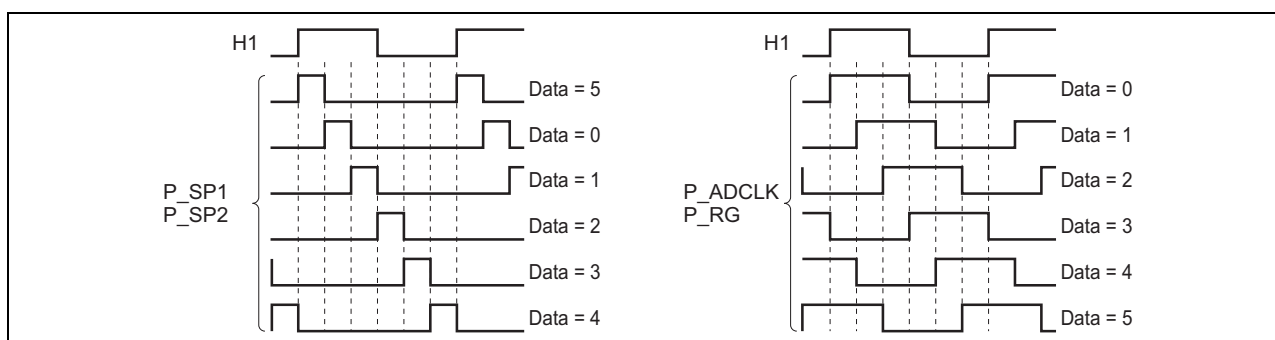 H1
Data = 5
Data = 0
Data = 1
Data = 2
Data = 3
Data = 4
P_SP1
P_SP2
H1
Data = 0
Data = 1
Data = 2
Data = 3
Data = 4
Data = 5
P_ADCLK
P_RG